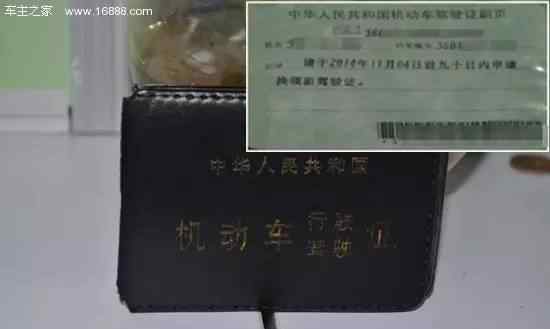 车主之家 www.16888.com
中华人民共和国机动车驾驶证副页
请于2014年11月04日前九十日内申请
换领新驾驶证。
中华人民共和国
机动车 行驶 证
驾驶